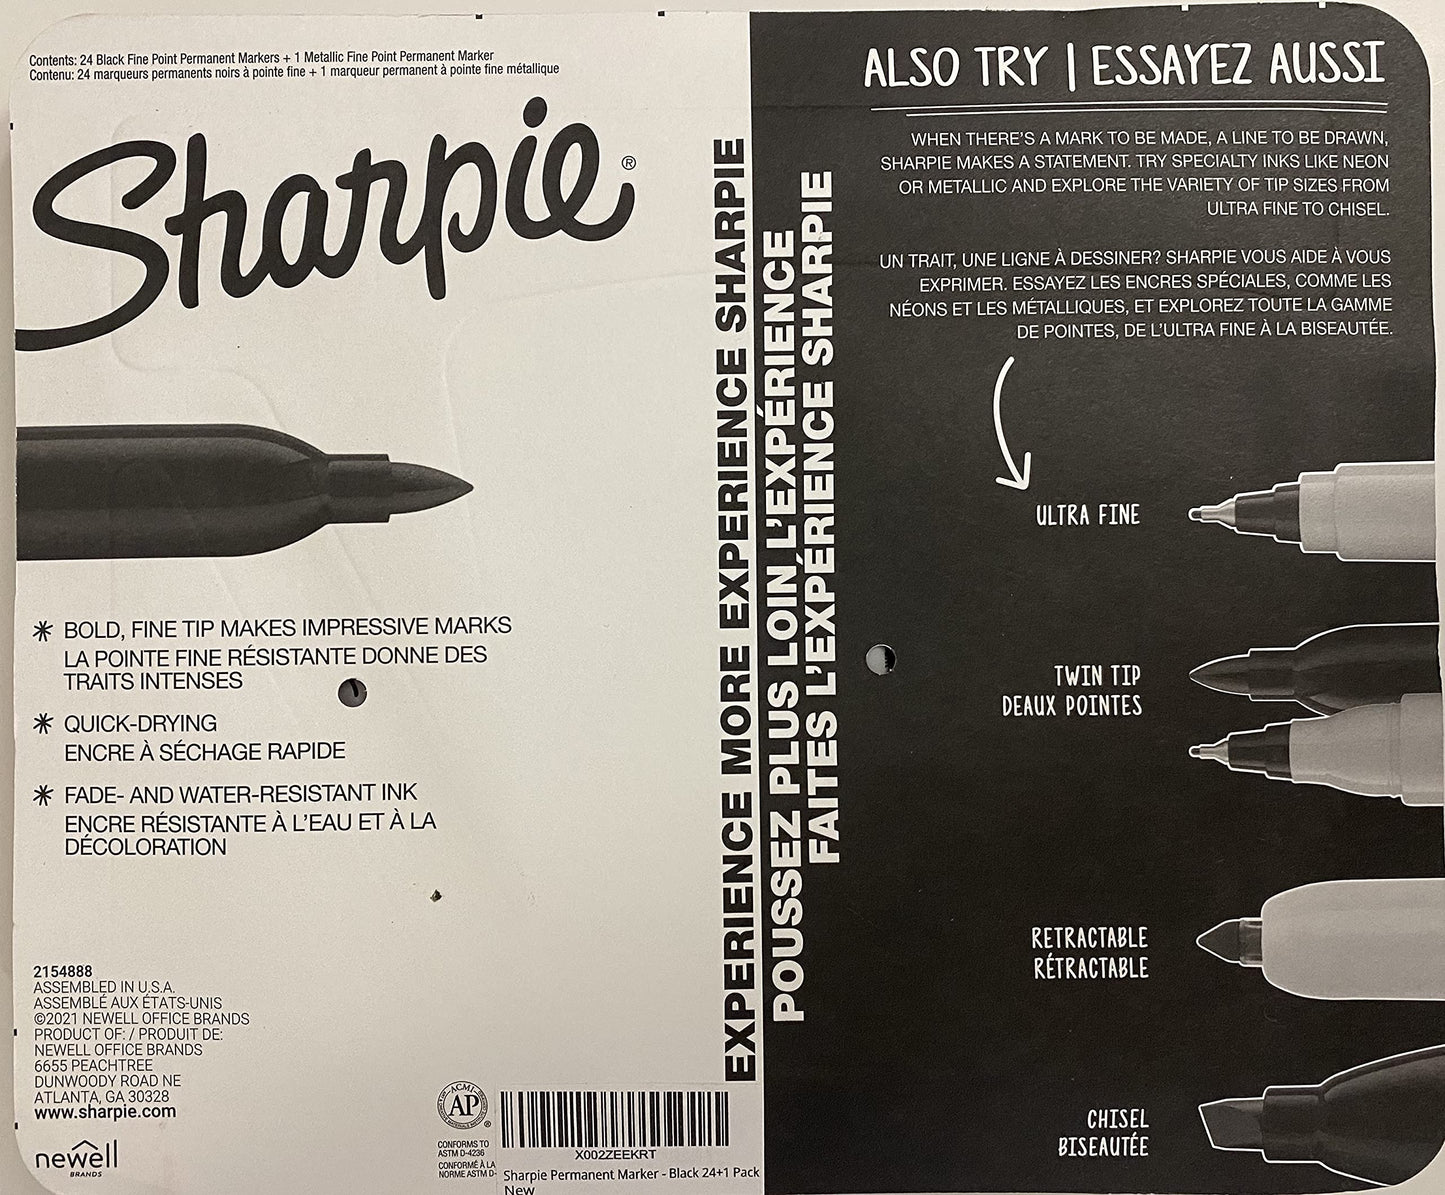 Contents: 24 Black Fine Point Permanent Markers + 1 Metallic Fine Point Permanent Marker
Contenu: 24 marqueurs permanents noirs à pointe fine + 1 marqueur permanent à pointe fine métallique
Sharpie®
BOLD, FINE TIP MAKES IMPRESSIVE MARKS
LA POINTE FINE RÉSISTANTE DONNE DES
TRAITS INTENSES
QUICK-DRYING
ENCRE À SÉCHAGE RAPIDE
FADE- AND WATER-RESISTANT INK
ENCRE RÉSISTANTE À L'EAU ET À LA
DÉCOLORATION
2154888
ASSEMBLED IN U.S.A.
ASSEMBLÉ AUX ÉTATS-UNIS
©2021 NEWELL OFFICE BRANDS
PRODUCT OF: / PRODUIT DE:
NEWELL OFFICE BRANDS
6655 PEACHTREE
DUNWOODY ROAD NE
ATLANTA, GA 30328
www.sharpie.com
newell
BRANDS
ACMI
AP
®
CONFORMS TO
ASTM D-4236
CONFORMÉ À LA
NORME ASTM D-
X002ZEEKRT
Sharpie Permanent Marker - Black 24+1 Pack
New
EXPERIENCE MORE EXPERIENCE SHARPIE
POUSSEZ PLUS LOIN L'EXPÉRIENCE
FAITES L'EXPÉRIENCE SHARPIE
ALSO TRY | ESSAYEZ AUSSI
WHEN THERE'S A MARK TO BE MADE, A LINE TO BE DRAWN,
SHARPIE MAKES A STATEMENT. TRY SPECIALTY INKS LIKE NEON
OR METALLIC AND EXPLORE THE VARIETY OF TIP SIZES FROM
ULTRA FINE TO CHISEL.
UN TRAIT, UNE LIGNE À DESSINER? SHARPIE VOUS AIDE À VOUS
EXPRIMER. ESSAYEZ LES ENCRES SPÉCIALES, COMME LES
NÉONS ET LES MÉTALLIQUES, ET EXPLOREZ TOUTE LA GAMME
DE POINTES, DE L'ULTRA FINE À LA BISEAUTÉE.
ULTRA FINE
TWIN TIP
DEAUX POINTES
RETRACTABLE
RÉTRACTABLE
CHISEL
BISEAUTÉE